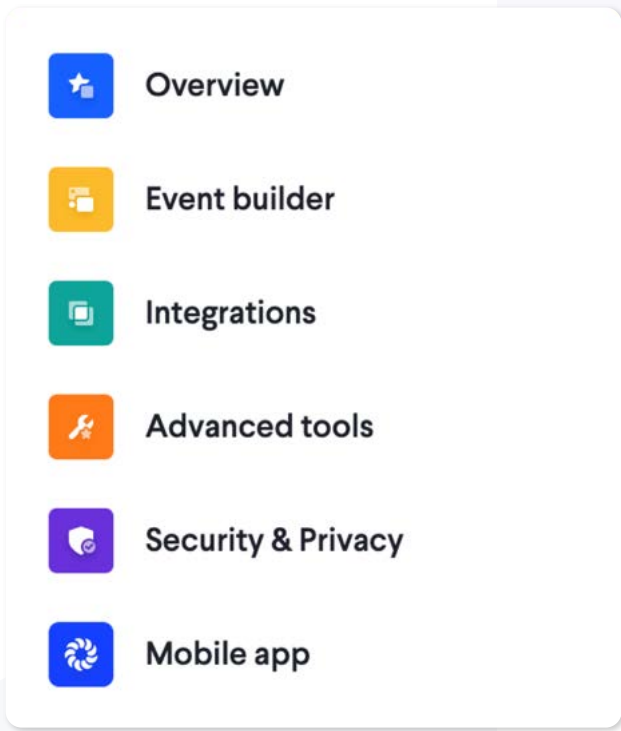 Overview
Event builder
Integrations
Advanced tools
Security & Privacy
Mobile app